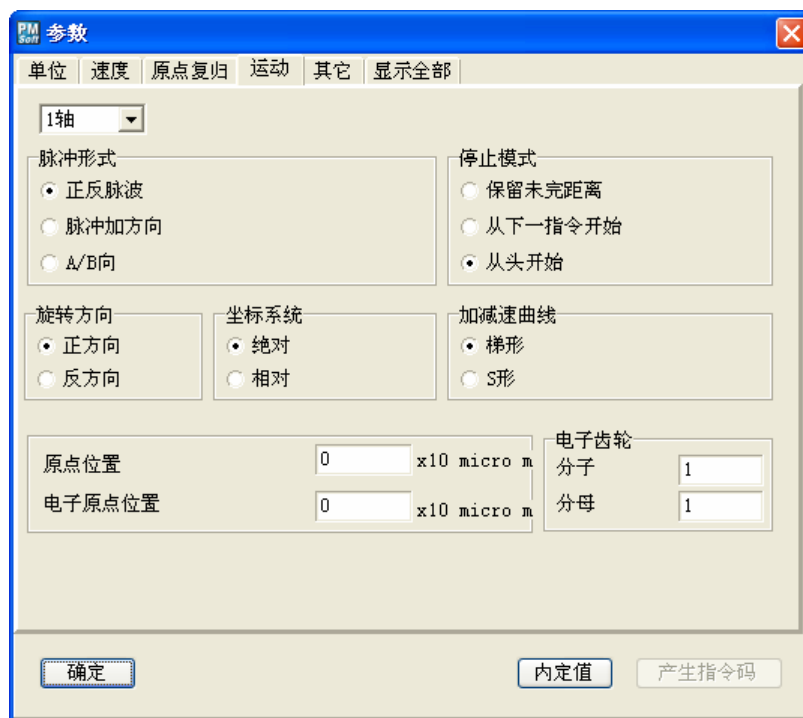 PM Soft 参数
单位 速度 原点复归 运动 其它 显示全部
1轴
脉冲形式
正反脉波
脉冲加方向
A/B向
停止模式
保留未完距离
从下一指令开始
从头开始
旋转方向
正方向
反方向
坐标系统
绝对
相对
加减速曲线
梯形
S形
原点位置 0 x10 micro m
电子原点位置 0 x10 micro m
电子齿轮
分子 1
分母 1
确定 内定值 产生指令码